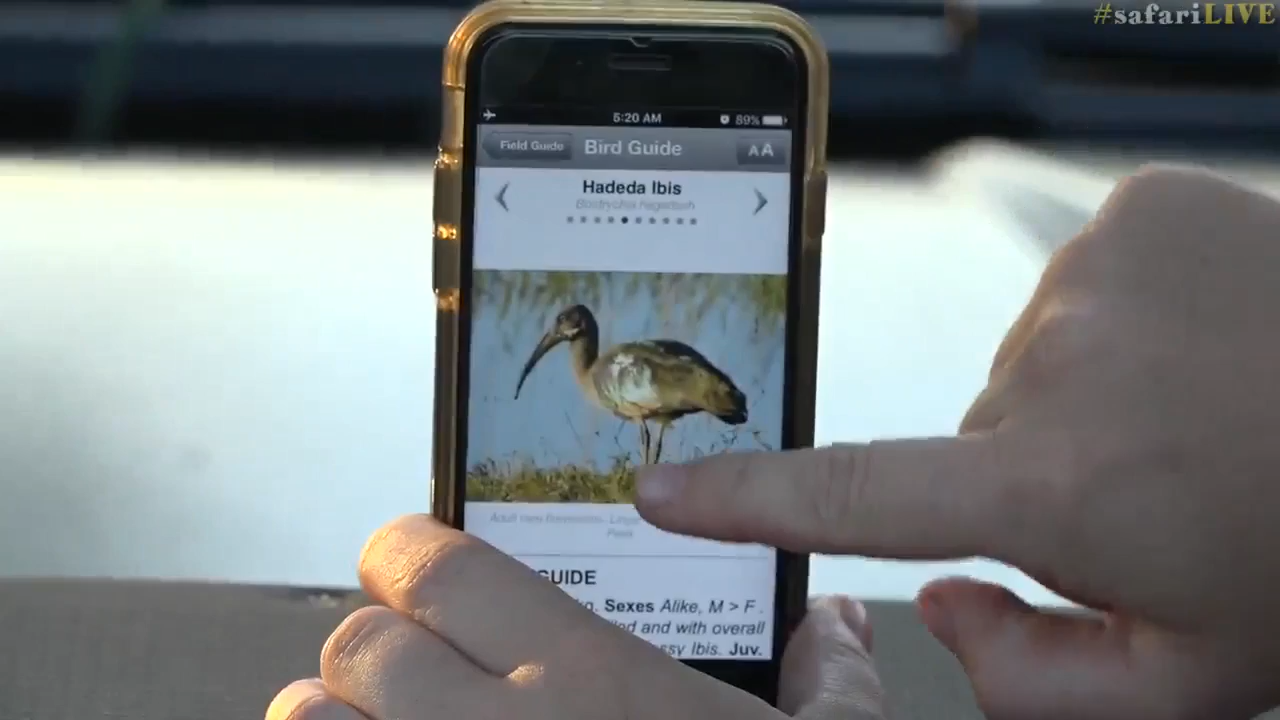 #safariLIVE
5:20 AM
89%
Field Guide
Bird Guide
AA
Hadeda Ibis
GUIDE
Sexes Alike, M > F.
and with overall
Ibis. Juv.